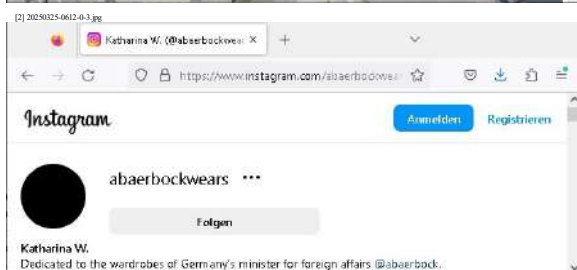 [2] 20250325-0612-0-3.jpg
Katharina W. (@abaerbockwear
https://www.instagram.com/abaerbockwear
Instagram
Anmelden
Registrieren
abaerbockwears ...
Folgen
Katharina W.
Dedicated to the wardrobes of Germany's minister for foreign affairs @abaerbock.